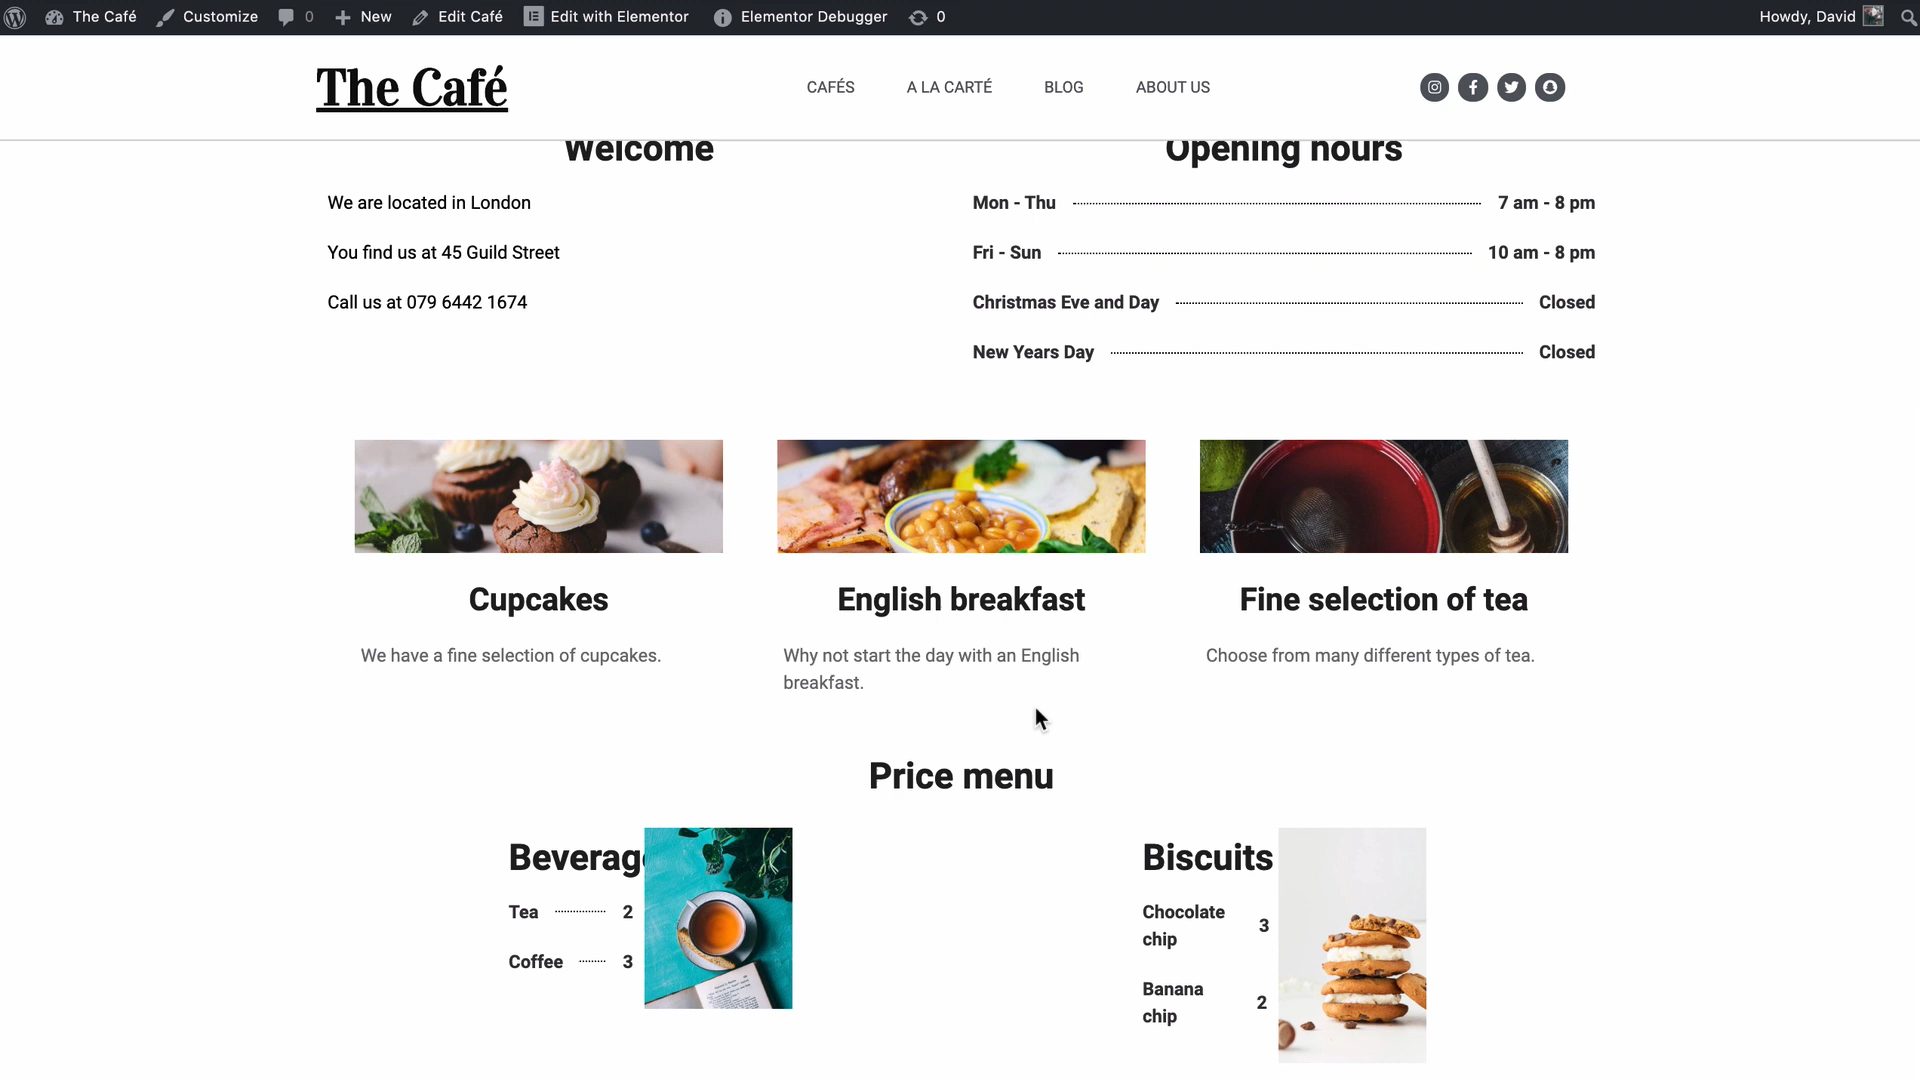 The Café Customize 0 New Edit Café Edit with Elementor Elementor Debugger 0 Howdy, David
The Café CAFÉS A LA CARTÉ BLOG ABOUT US
Welcome
We are located in London
You find us at 45 Guild Street
Call us at 079 6442 1674
Opening hours
Mon - Thu 7 am - 8 pm
Fri - Sun 10 am - 8 pm
Christmas Eve and Day Closed
New Years Day Closed
Cupcakes
We have a fine selection of cupcakes.
English breakfast
Why not start the day with an English
breakfast.
Fine selection of tea
Choose from many different types of tea.
Price menu
Beverag
Tea 2
Coffee 3
Biscuits
Chocolate
chip 3
Banana
chip 2